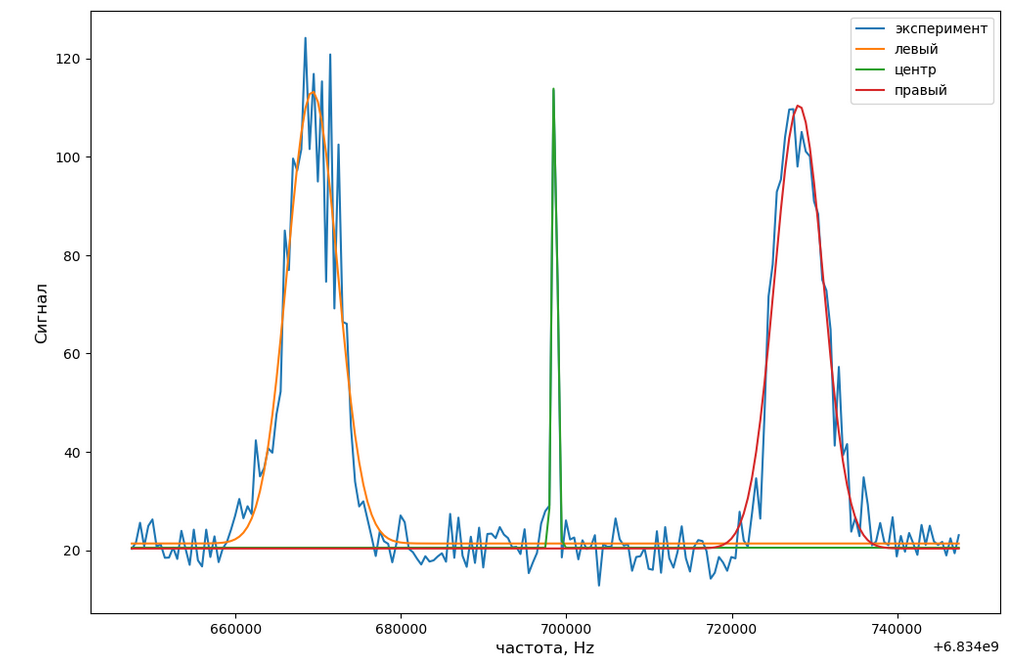 эксперимент
левый
центр
правый
120
100
80
60
40
20
Сигнал
660000
680000
700000
720000
740000
частота, Hz
+6.834e9